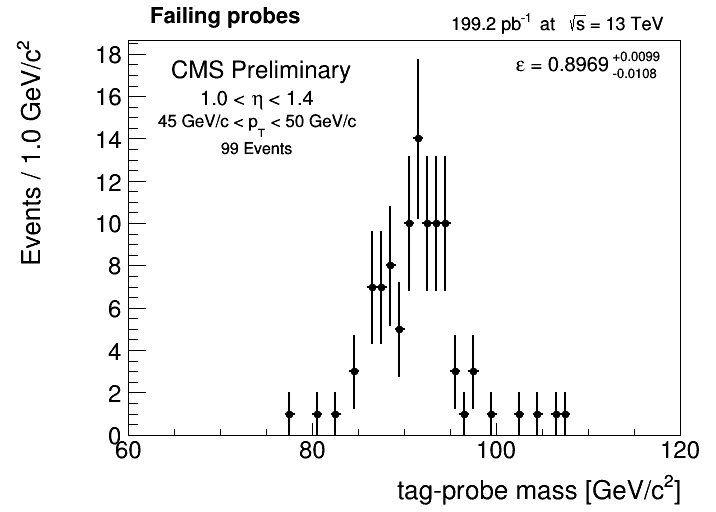 Failing probes
199.2 pb⁻¹ at √s = 13 TeV
Events / 1.0 GeV/c²
CMS Preliminary
1.0 < η < 1.4
45 GeV/c < p_T < 50 GeV/c
99 Events
ε = 0.8969 +0.0099 -0.0108
18
16
14
12
10
8
6
4
2
0
60 80 100 120
tag-probe mass [GeV/c²]